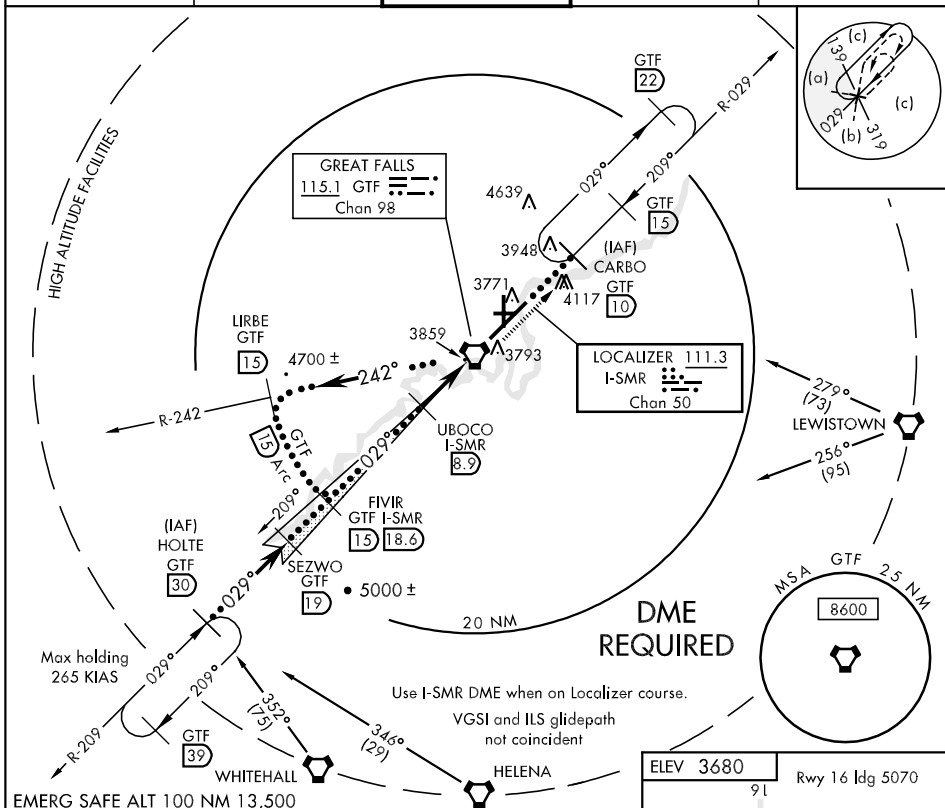 HIGH ALTITUDE FACILITIES
GTF
22
R-029
139
(c)
(a)
(c)
029
(b)
319
GREAT FALLS
115.1 GTF
Chan 98
029°
209°
4639
GTF
15
3948
(IAF)
CARBO
GTF
10
3771
4117
LIRBE
GTF
15
4700 ±
3859
3793
242°
LOCALIZER 111.3
I-SMR
Chan 50
R-242
279°
(73)
LEWISTOWN
256°
(95)
UBOCO
I-SMR
8.9
15 Arc
GTF
029°
209°
FIVIR
GTF I-SMR
15 18.6
(IAF)
HOLTE
GTF
30
029°
SEZWO
GTF
19
5000 ±
20 NM
DME
REQUIRED
MSA GTF 25 NM
8600
Max holding
265 KIAS
029°
209°
R-209
GTF
39
352°
(75)
346°
(29)
Use I-SMR DME when on Localizer course.
VGSI and ILS glidepath
not coincident
WHITEHALL
HELENA
ELEV 3680
Rwy 16 ldg 5070
EMERG SAFE ALT 100 NM 13,500